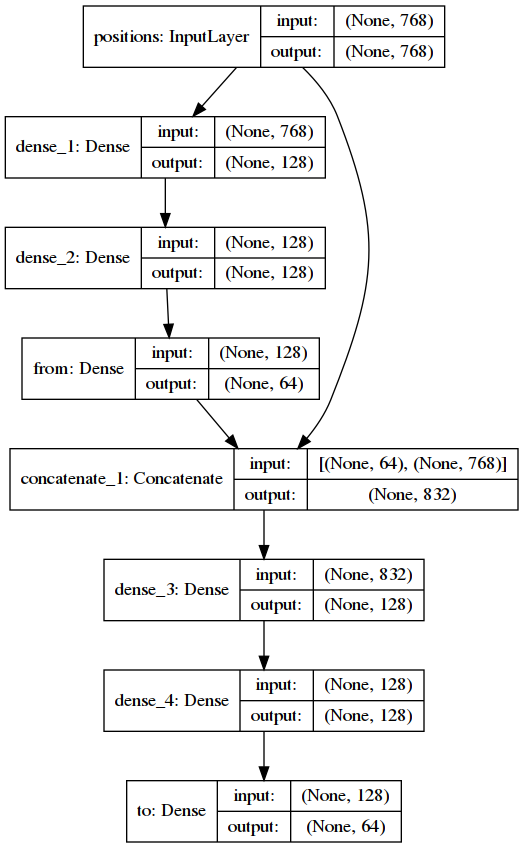 positions: InputLayer
input: (None, 768)
output: (None, 768)
dense_1: Dense
input: (None, 768)
output: (None, 128)
dense_2: Dense
input: (None, 128)
output: (None, 128)
from: Dense
input: (None, 128)
output: (None, 64)
concatenate_1: Concatenate
input: [(None, 64), (None, 768)]
output: (None, 832)
dense_3: Dense
input: (None, 832)
output: (None, 128)
dense_4: Dense
input: (None, 128)
output: (None, 128)
to: Dense
input: (None, 128)
output: (None, 64)